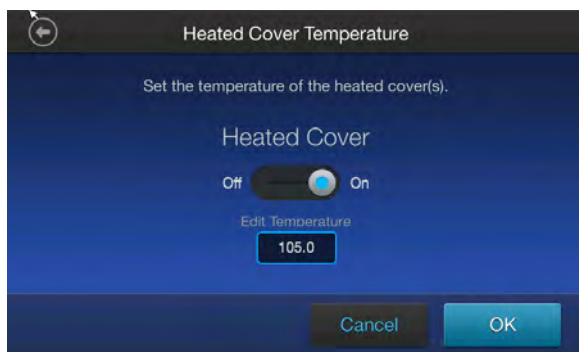 Heated Cover Temperature
Set the temperature of the heated cover(s).
Heated Cover
Off On
Edit Temperature
105.0
Cancel OK